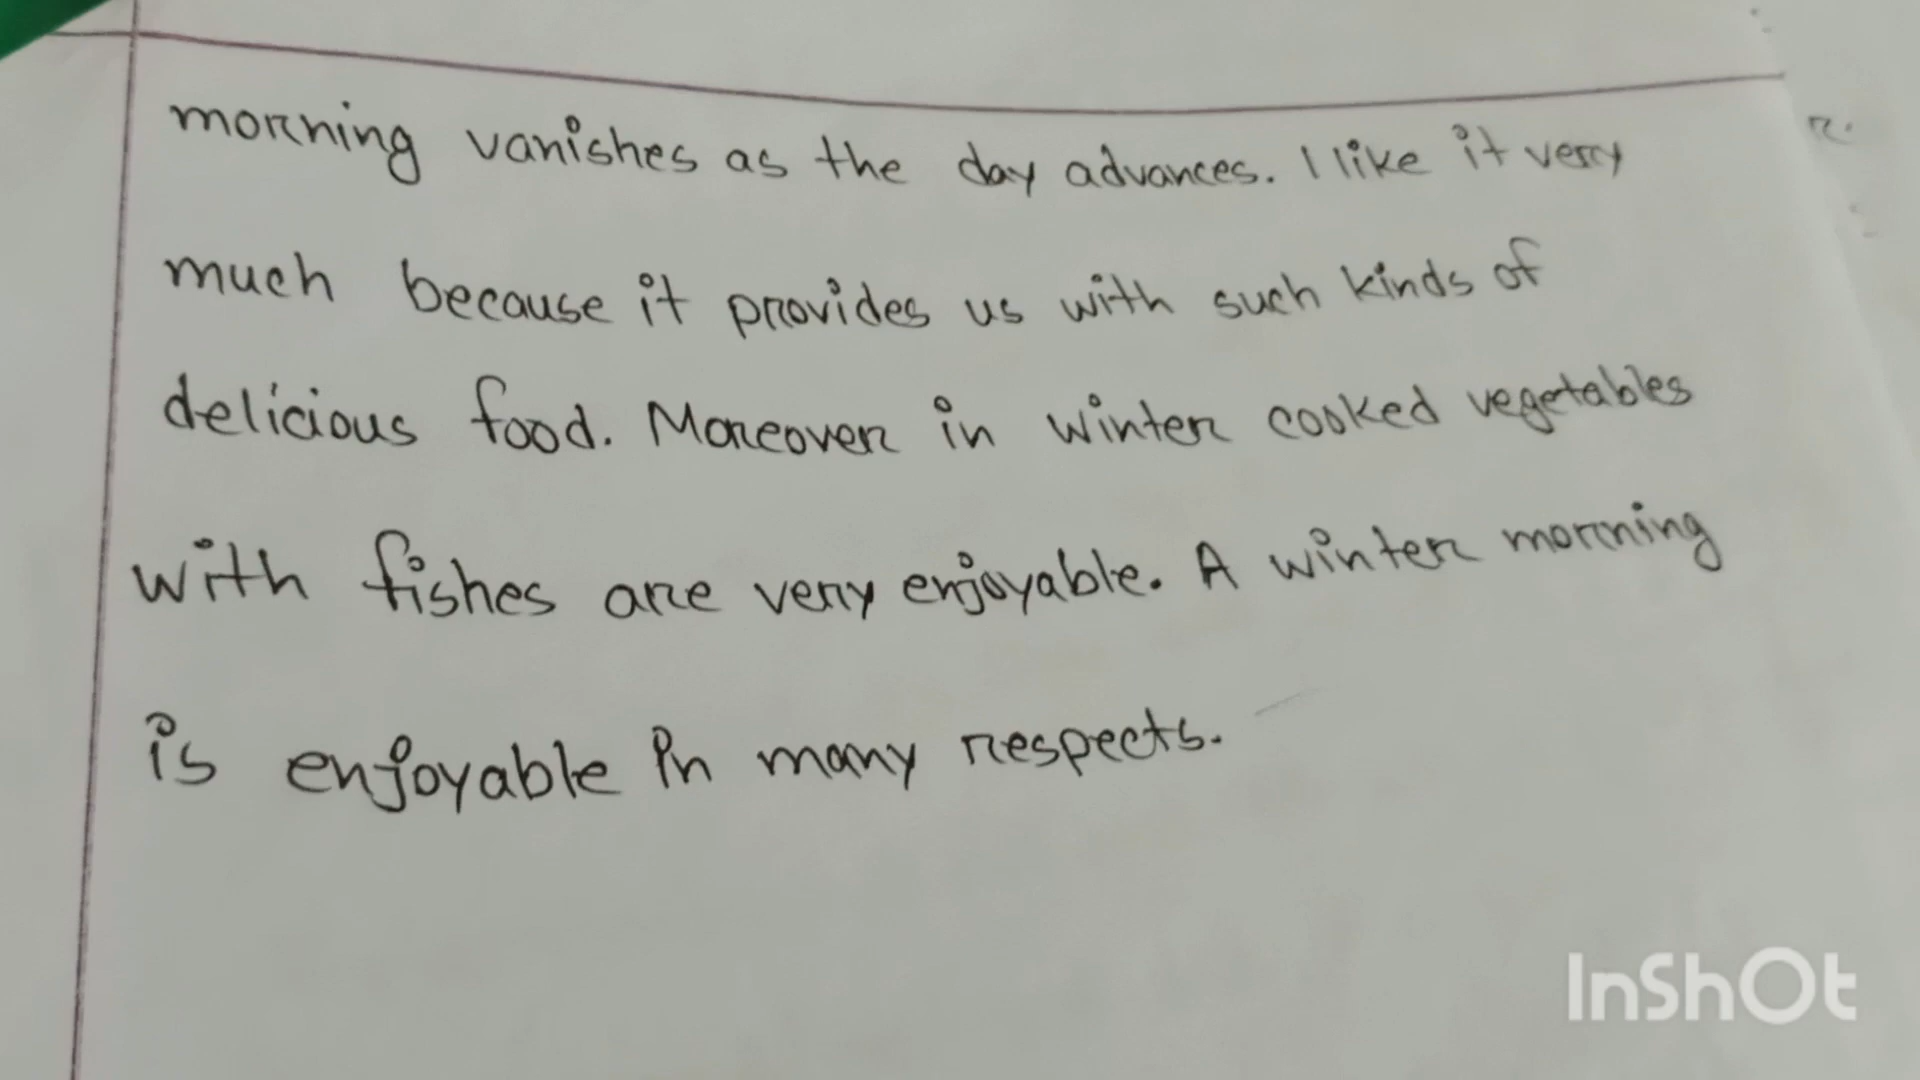 morning vanishes as the day advances. I like it very
much because it provides us with such kinds of
delicious food. Moreover in winter cooked vegetables
with fishes are very enjoyable. A winter morning
is enjoyable in many respects.
InShOt